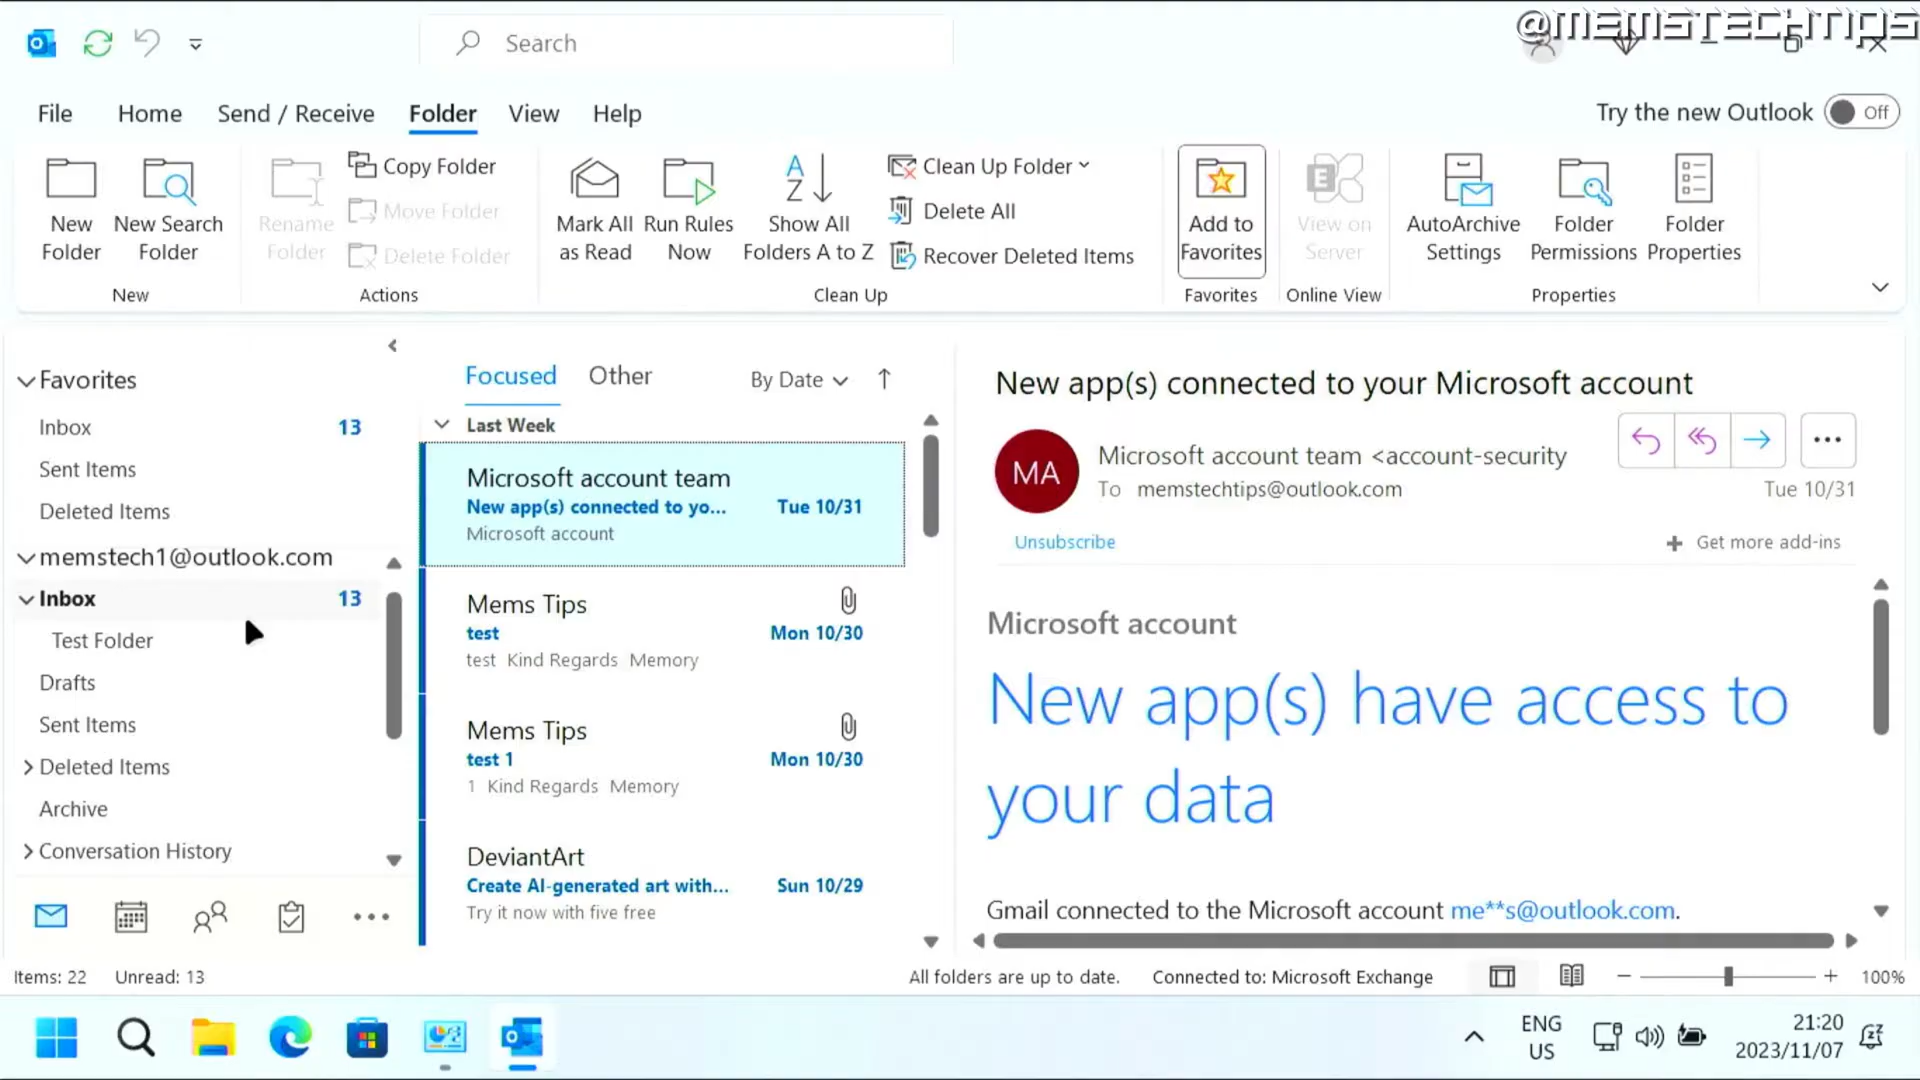 @MEMSTECHTIPS
Search
File Home Send / Receive Folder View Help
Try the new Outlook Off
New Folder
New Search Folder
New
Rename Folder
Copy Folder
Move Folder
Delete Folder
Actions
Mark All as Read
Run Rules Now
A Z
Show All Folders A to Z
Clean Up Folder
Delete All
Recover Deleted Items
Clean Up
Add to Favorites
Favorites
E
View on Server
Online View
AutoArchive Settings
Folder Permissions
Folder Properties
Properties
Favorites
Inbox 13
Sent Items
Deleted Items
memstech1@outlook.com
Inbox 13
Test Folder
Drafts
Sent Items
Deleted Items
Archive
Conversation History
Focused Other By Date
Last Week
Microsoft account team
New app(s) connected to yo... Tue 10/31
Microsoft account
Mems Tips
test Mon 10/30
test Kind Regards Memory
Mems Tips
test 1 Mon 10/30
1 Kind Regards Memory
DeviantArt
Create AI-generated art with... Sun 10/29
Try it now with five free
New app(s) connected to your Microsoft account
MA
Microsoft account team <account-security
To memstechtips@outlook.com Tue 10/31
Unsubscribe
Get more add-ins
Microsoft account
New app(s) have access to
your data
Gmail connected to the Microsoft account me**s@outlook.com.
Items: 22 Unread: 13
All folders are up to date. Connected to: Microsoft Exchange 100%
ENG US
21:20
2023/11/07